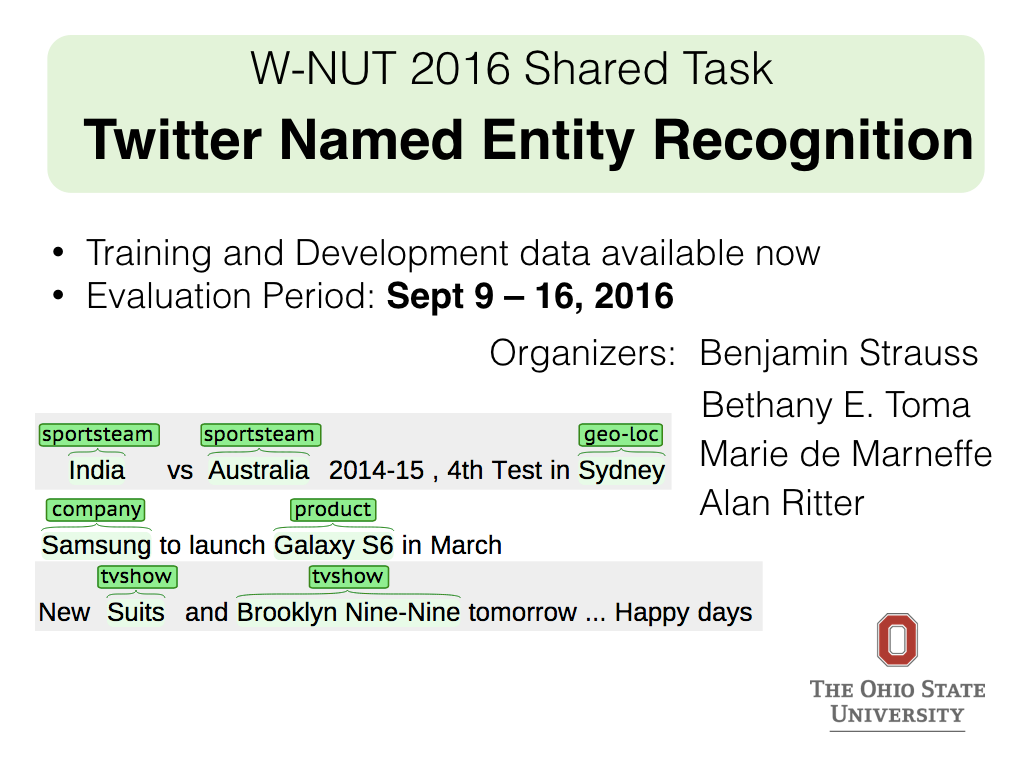 W-NUT 2016 Shared Task
Twitter Named Entity Recognition
• Training and Development data available now
• Evaluation Period: Sept 9 – 16, 2016
Organizers: Benjamin Strauss
Bethany E. Toma
Marie de Marneffe
Alan Ritter
sportsteam sportsteam geo-loc
India vs Australia 2014-15 , 4th Test in Sydney
company product
Samsung to launch Galaxy S6 in March
tvshow tvshow
New Suits and Brooklyn Nine-Nine tomorrow ... Happy days
THE OHIO STATE
UNIVERSITY